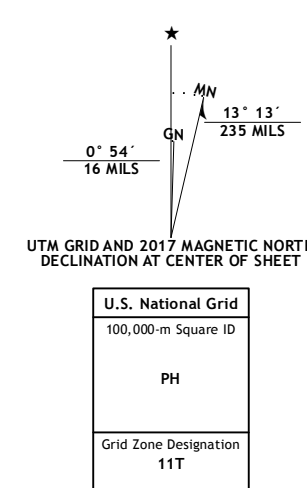 ★
MN
GN
13° 13´
235 MILS
0° 54´
16 MILS
UTM GRID AND 2017 MAGNETIC NORTH
DECLINATION AT CENTER OF SHEET
U.S. National Grid
100,000-m Square ID
PH
Grid Zone Designation
11T